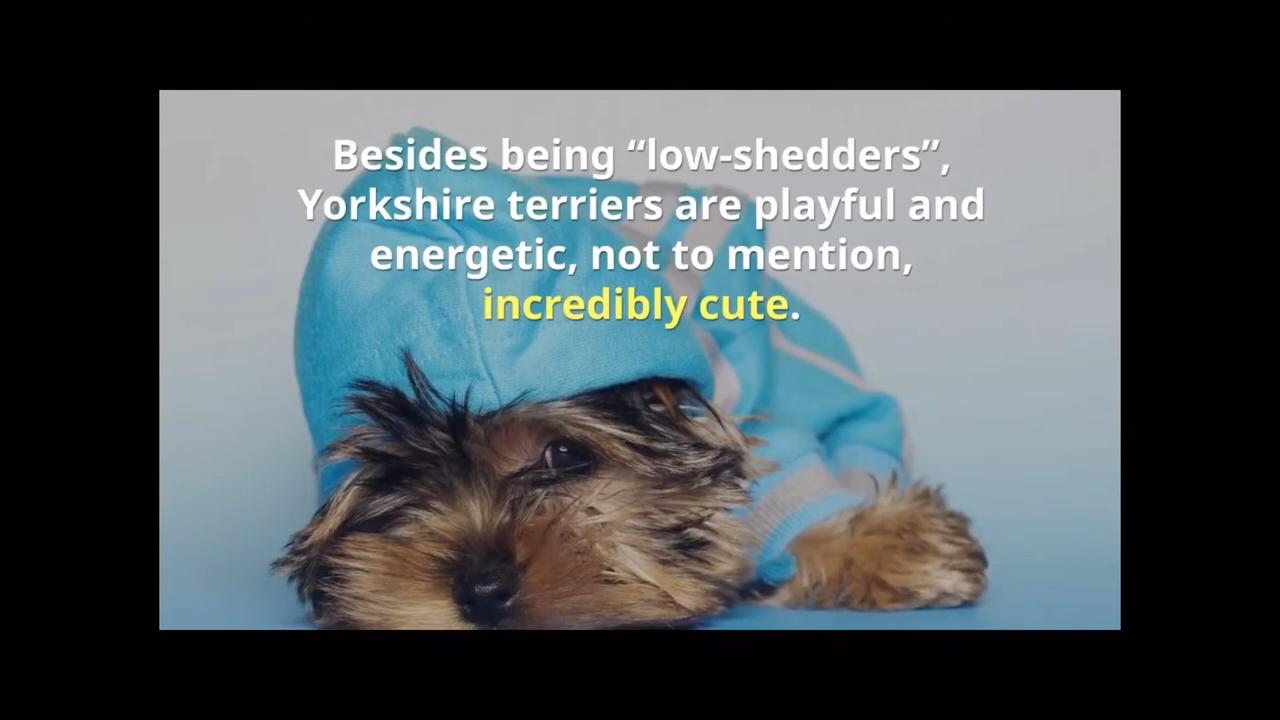 Besides being “low-shedders”,
Yorkshire terriers are playful and
energetic, not to mention,
incredibly cute.